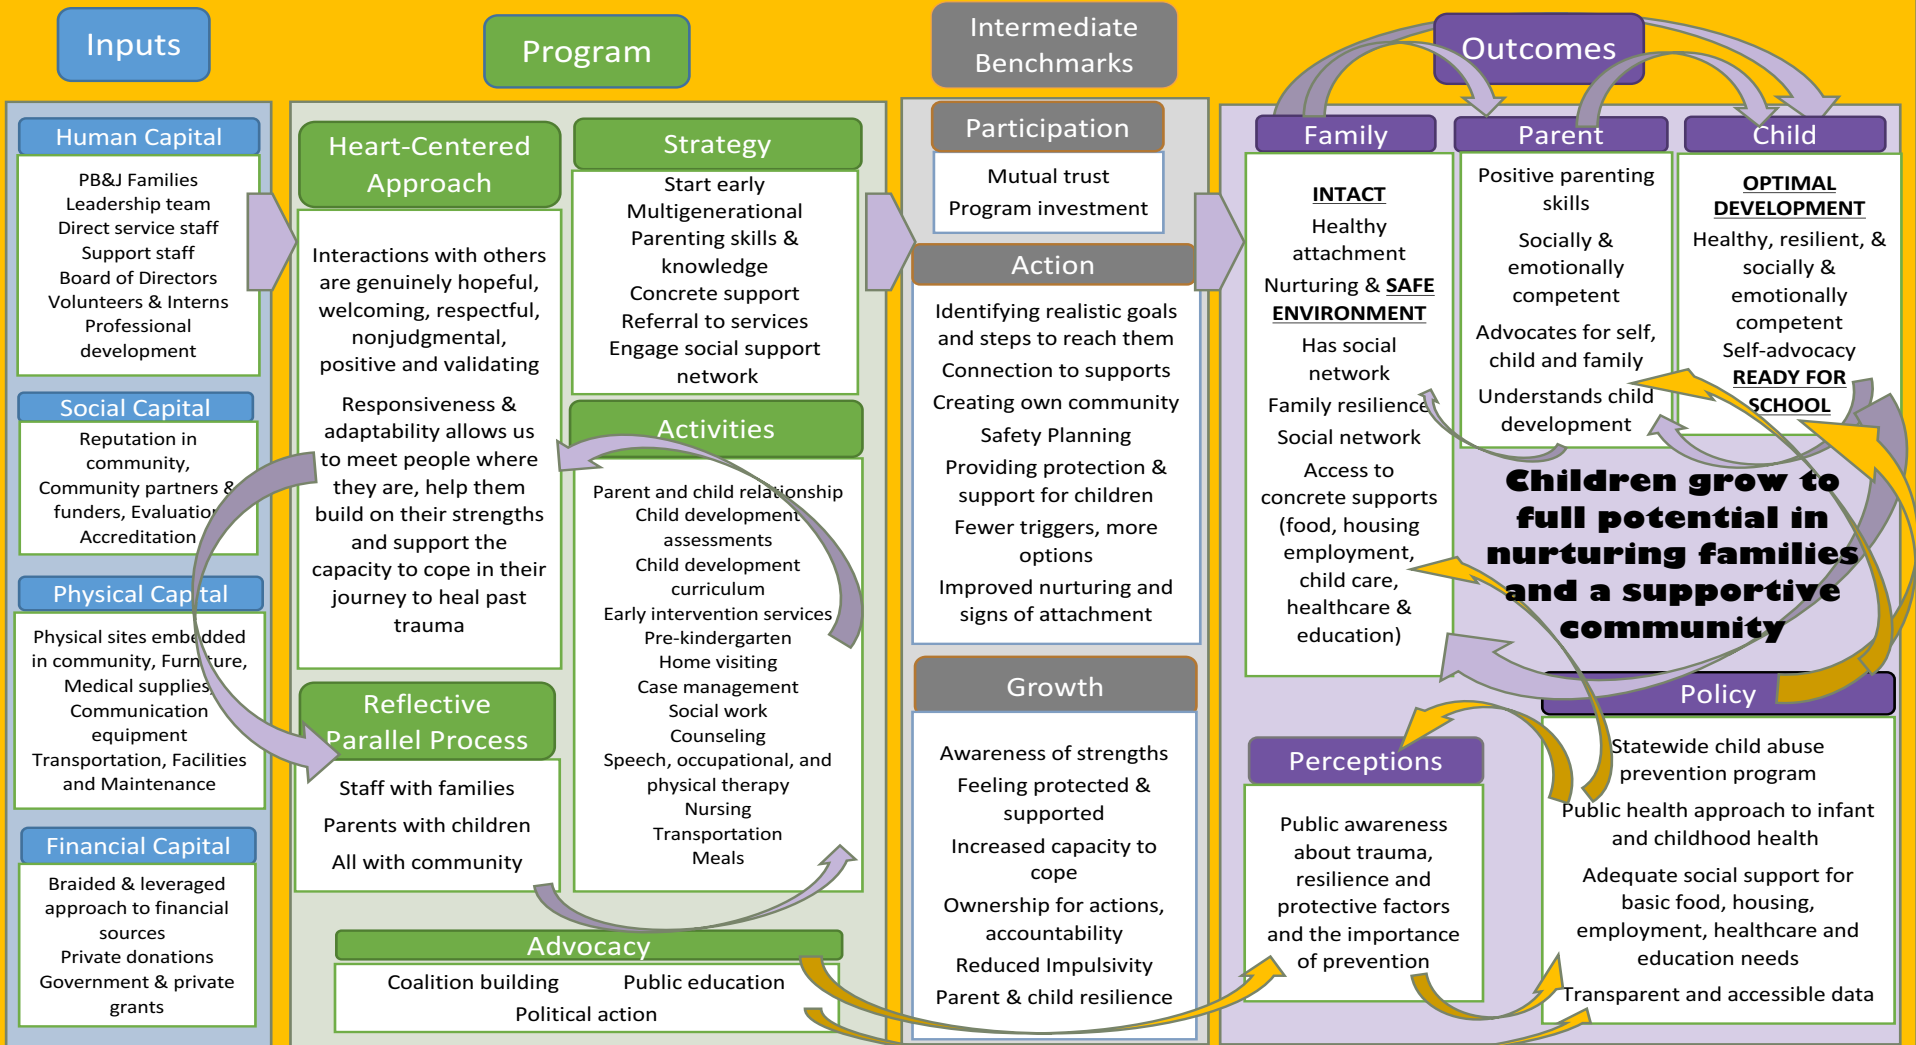 Inputs
Program
Intermediate
Benchmarks
Outcomes
Human Capital
PB&J Families
Leadership team
Direct service staff
Support staff
Board of Directors
Volunteers & Interns
Professional
development
Social Capital
Reputation in
community,
Community partners &
funders, Evaluation,
Accreditation
Physical Capital
Physical sites embedded
in community, Furniture,
Medical supplies,
Communication
equipment
Transportation, Facilities
and Maintenance
Financial Capital
Braided & leveraged
approach to financial
sources
Private donations
Government & private
grants
Heart-Centered
Approach
Interactions with others
are genuinely hopeful,
welcoming, respectful,
nonjudgmental,
positive and validating
Responsiveness &
adaptability allows us
to meet people where
they are, help them
build on their strengths
and support the
capacity to cope in their
journey to heal past
trauma
Reflective
Parallel Process
Staff with families
Parents with children
All with community
Strategy
Start early
Multigenerational
Parenting skills &
knowledge
Concrete support
Referral to services
Engage social support
network
Activities
Parent and child relationship
Child development
assessments
Child development
curriculum
Early intervention services
Pre-kindergarten
Home visiting
Case management
Social work
Counseling
Speech, occupational, and
physical therapy
Nursing
Transportation
Meals
Advocacy
Coalition building Public education
Political action
Participation
Mutual trust
Program investment
Action
Identifying realistic goals
and steps to reach them
Connection to supports
Creating own community
Safety Planning
Providing protection &
support for children
Fewer triggers, more
options
Improved nurturing and
signs of attachment
Growth
Awareness of strengths
Feeling protected &
supported
Increased capacity to
cope
Ownership for actions,
accountability
Reduced Impulsivity
Parent & child resilience
Family
INTACT
Healthy
attachment
Nurturing & SAFE
ENVIRONMENT
Has social
network
Family resilience
Social network
Access to
concrete supports
(food, housing
employment,
child care,
healthcare &
education)
Parent
Positive parenting
skills
Socially &
emotionally
competent
Advocates for self,
child and family
Understands child
development
Child
OPTIMAL
DEVELOPMENT
Healthy, resilient, &
socially &
emotionally
competent
Self-advocacy
READY FOR
SCHOOL
Children grow to
full potential in
nurturing families
and a supportive
community
Perceptions
Public awareness
about trauma,
resilience and
protective factors
and the importance
of prevention
Policy
Statewide child abuse
prevention program
Public health approach to infant
and childhood health
Adequate social support for
basic food, housing,
employment, healthcare and
education needs
Transparent and accessible data